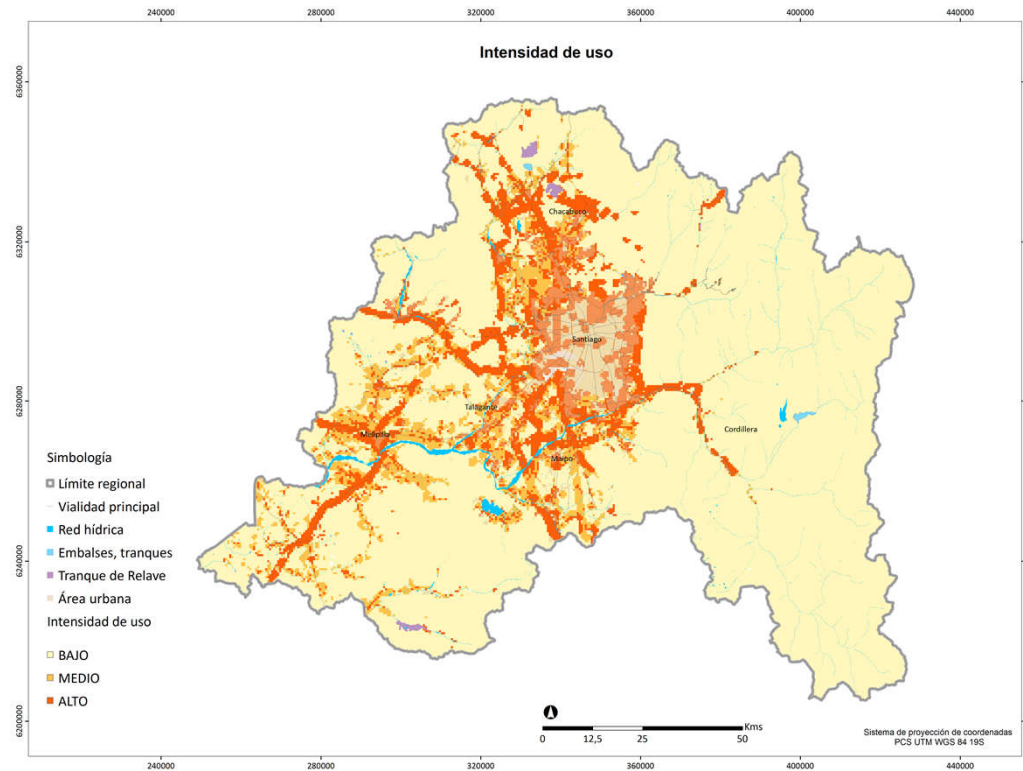 240000 280000 320000 360000 400000 440000
Intensidad de uso
6360000
6320000
6280000
6240000
6200000
Chacabuco
Santiago
Talagante
Melipilla
Maipo
Cordillera
Simbología
Límite regional
Vialidad principal
Red hídrica
Embalses, tranques
Tranque de Relave
Área urbana
Intensidad de uso
BAJO
MEDIO
ALTO
Kms
0 12,5 25 50
Sistema de proyección de coordenadas
PCS UTM WGS 84 19S
240000 280000 320000 360000 400000 440000